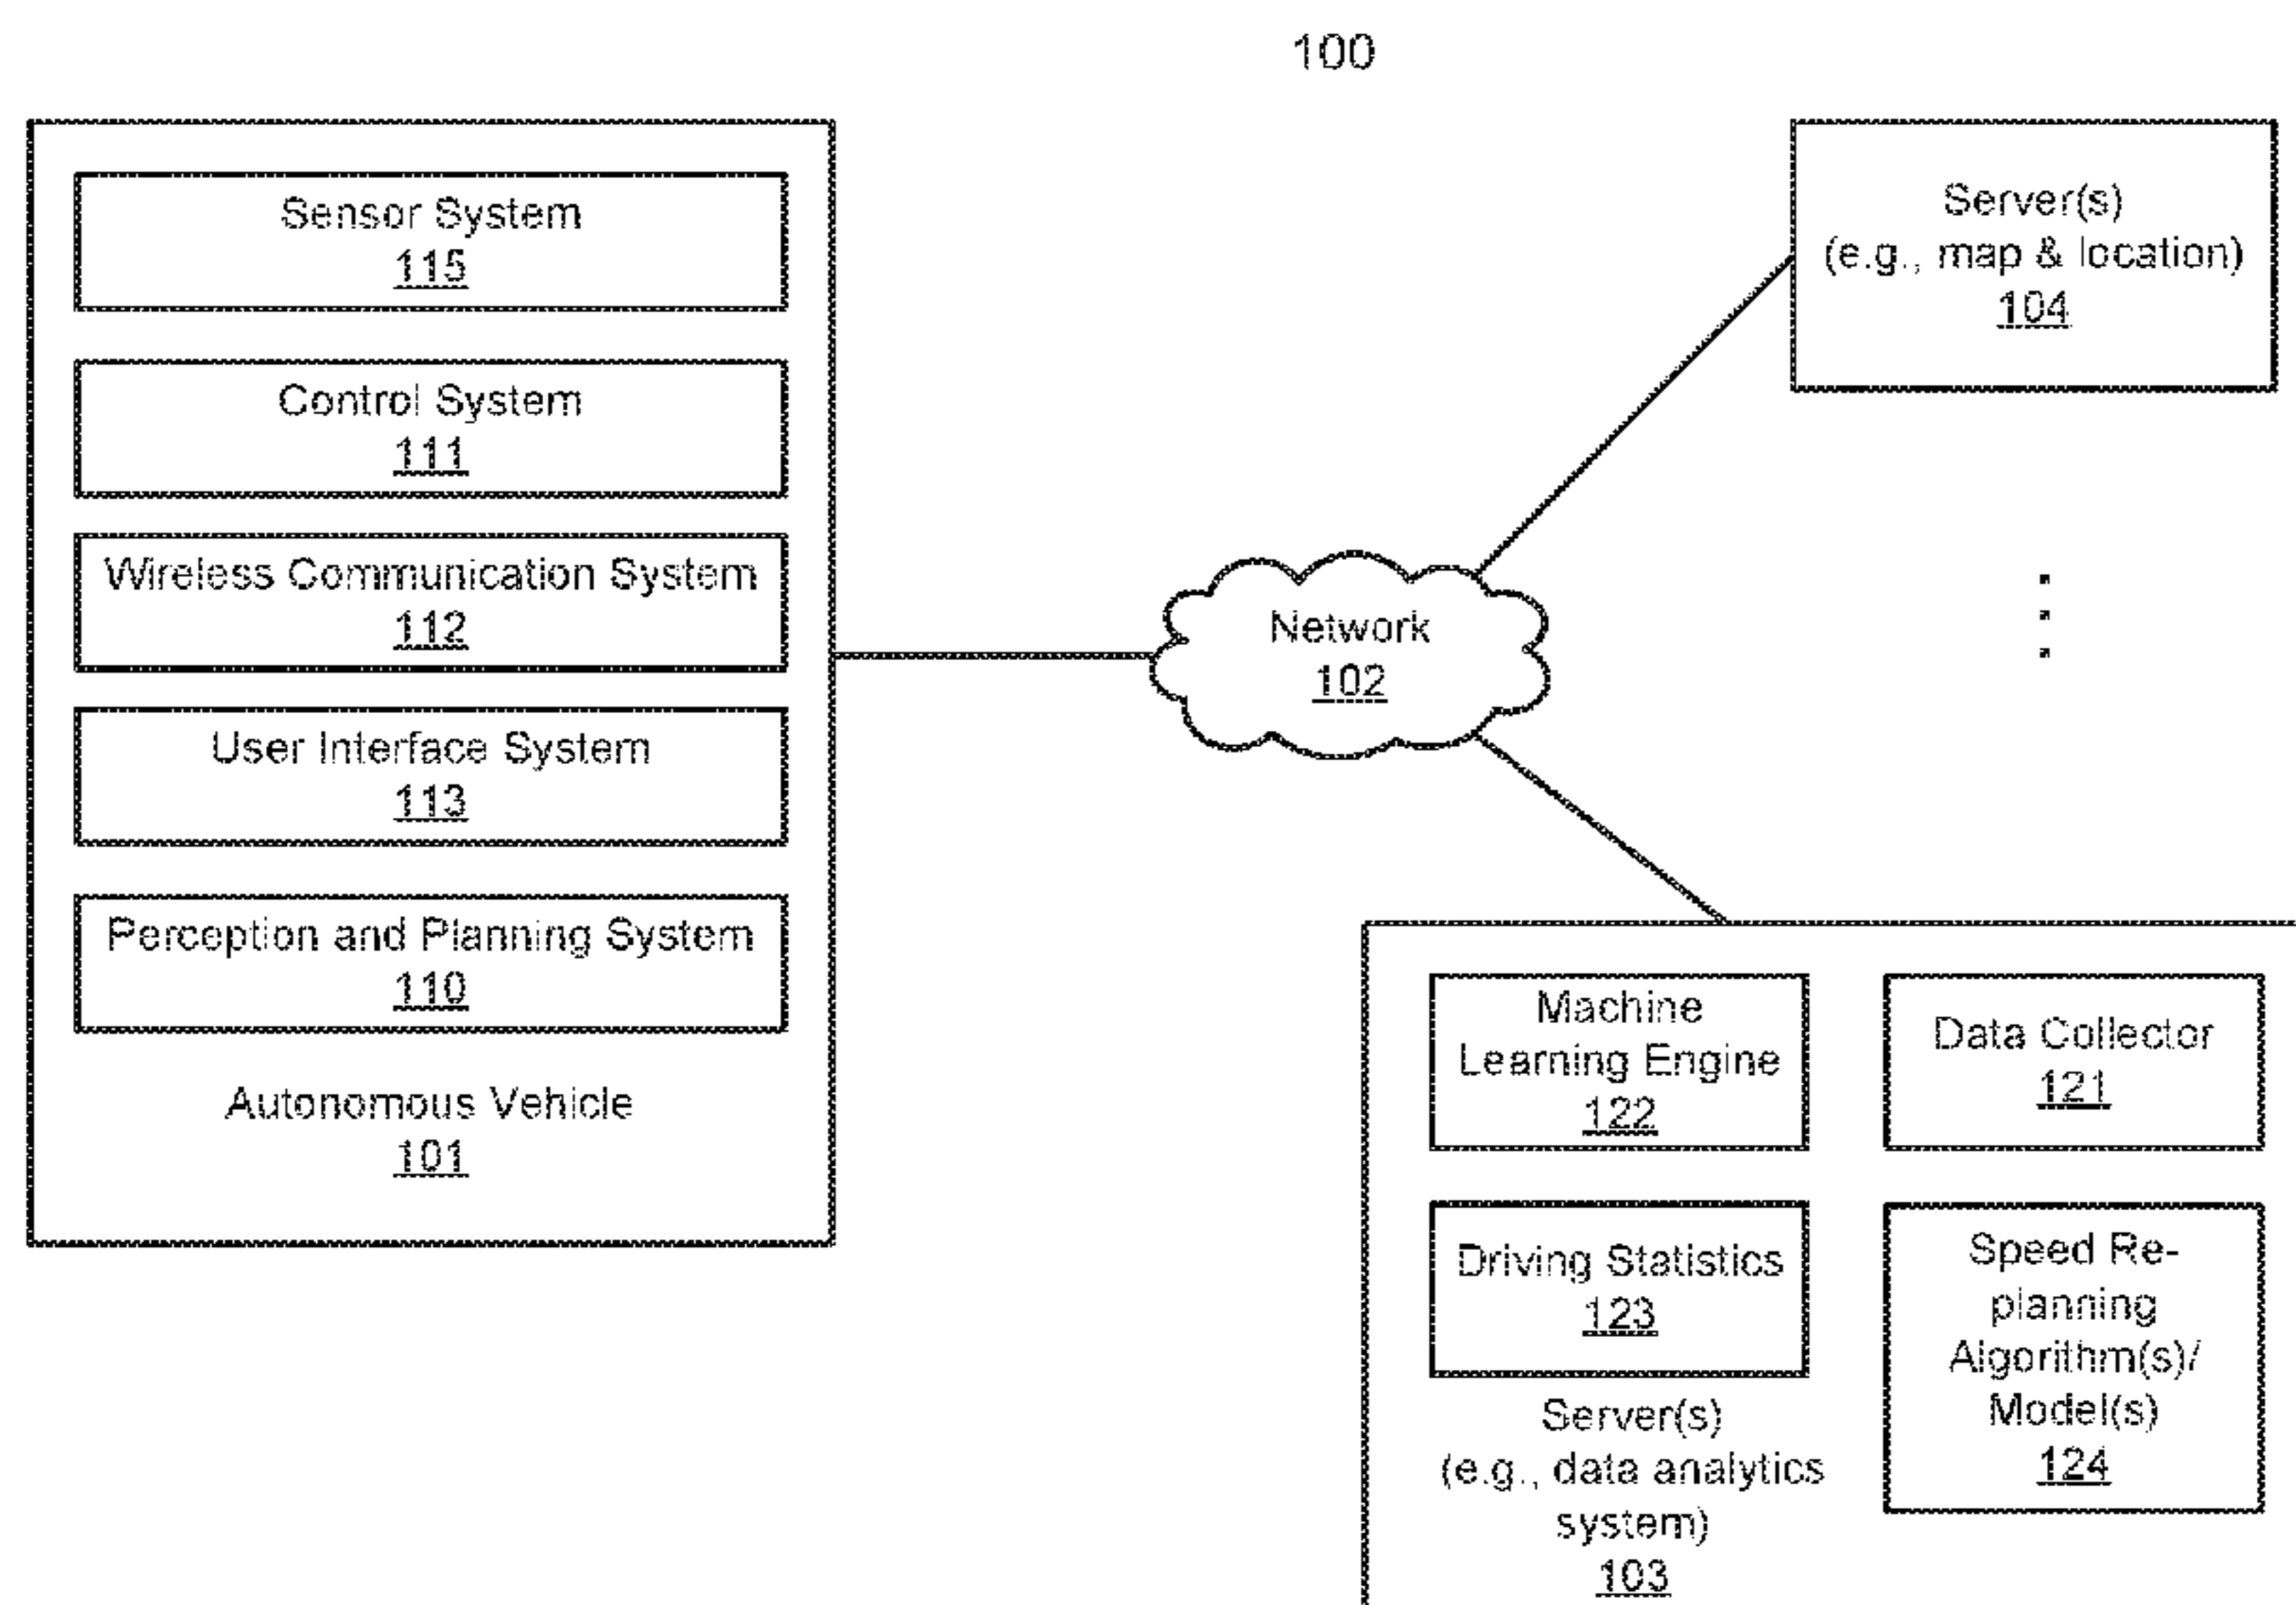 100
Sensor System
115
Control System
111
Wireless Communication System
112
User Interface System
113
Perception and Planning System
110
Autonomous Vehicle
101
Network
102
Server(s)
(e.g., map & location)
104
Machine
Learning Engine
122
Data Collector
121
Driving Statistics
123
Speed Re-
planning
Algorithm(s)/
Model(s)
124
Server(s)
(e.g., data analytics
system)
103